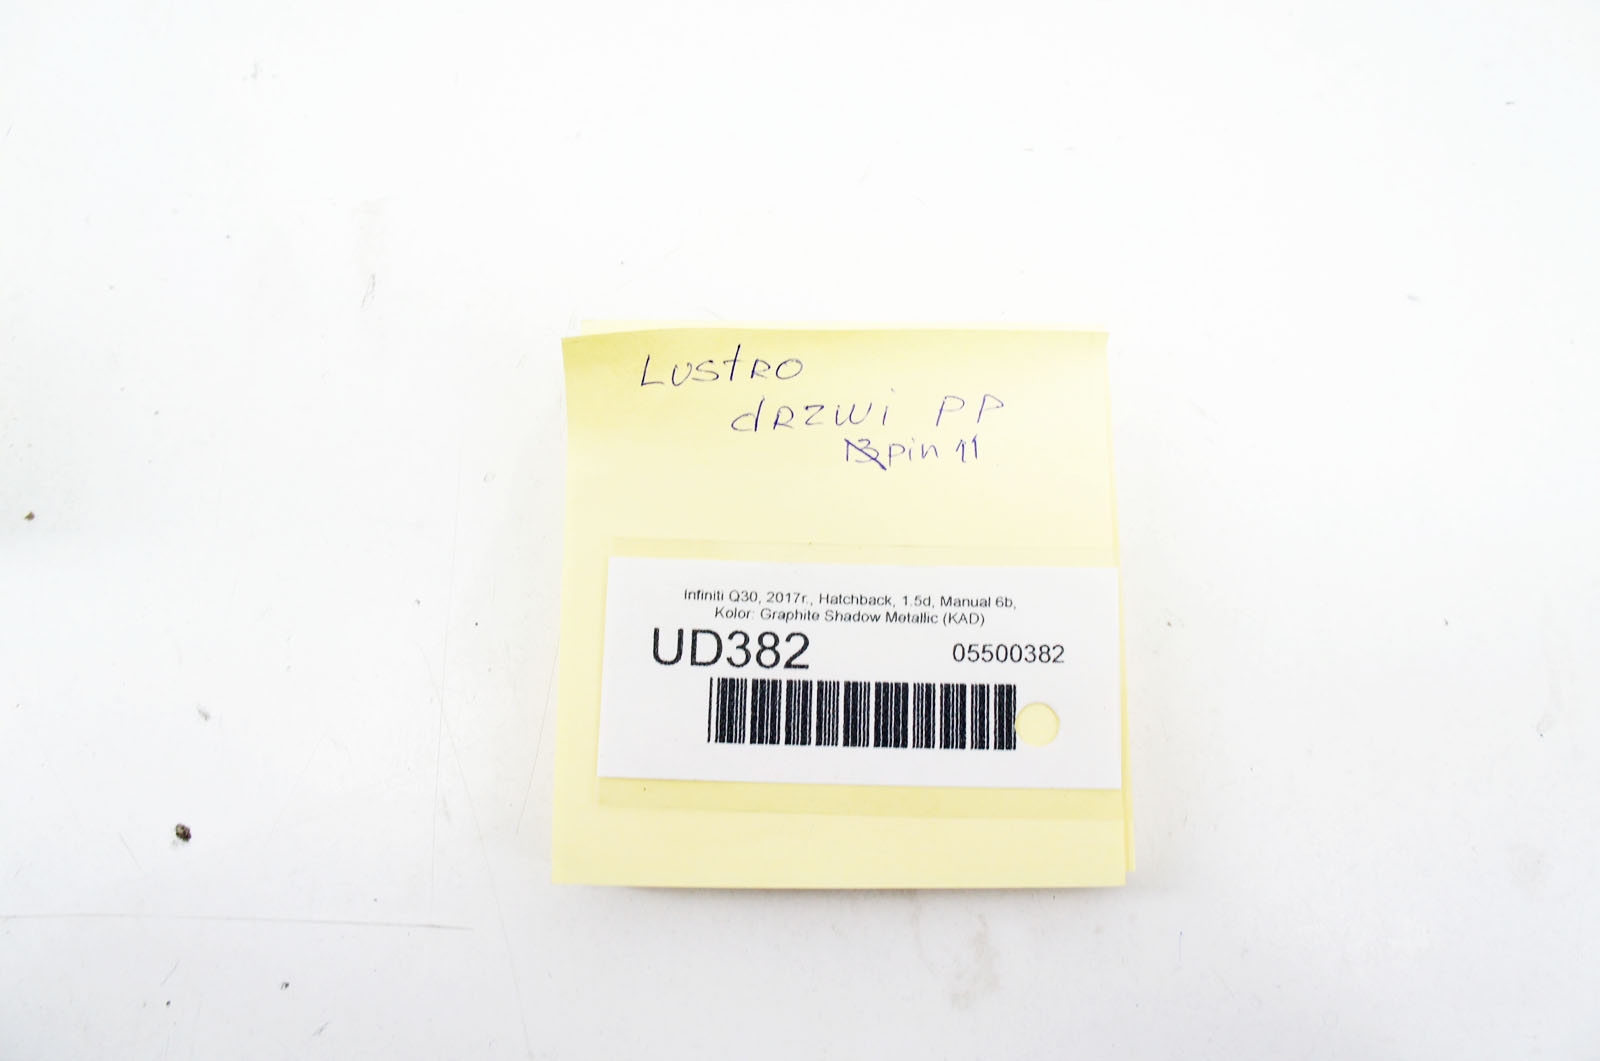 Lustro
drzwi PP
pin 11
Infiniti Q30, 2017r., Hatchback, 1.5d, Manual 6b,
Kolor: Graphite Shadow Metallic (KAD)
UD382 05500382